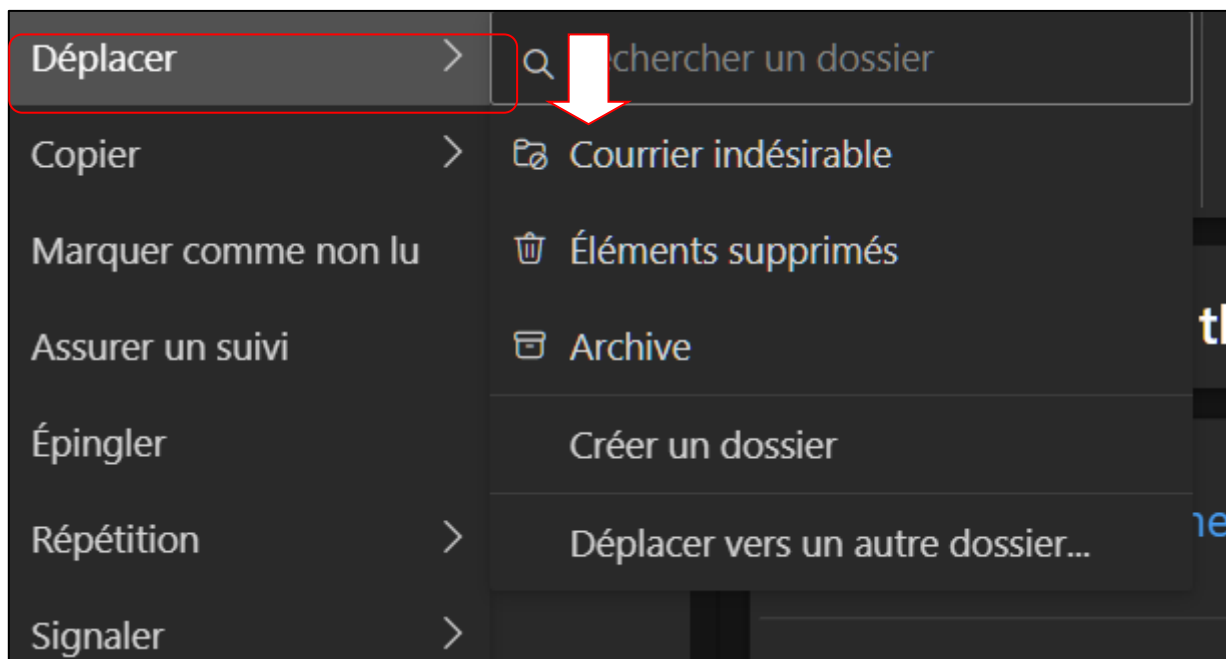 Déplacer
Copier
Marquer comme non lu
Assurer un suivi
Épingler
Répétition
Signaler
chercher un dossier
Courrier indésirable
Éléments supprimés
Archive
Créer un dossier
Déplacer vers un autre dossier...